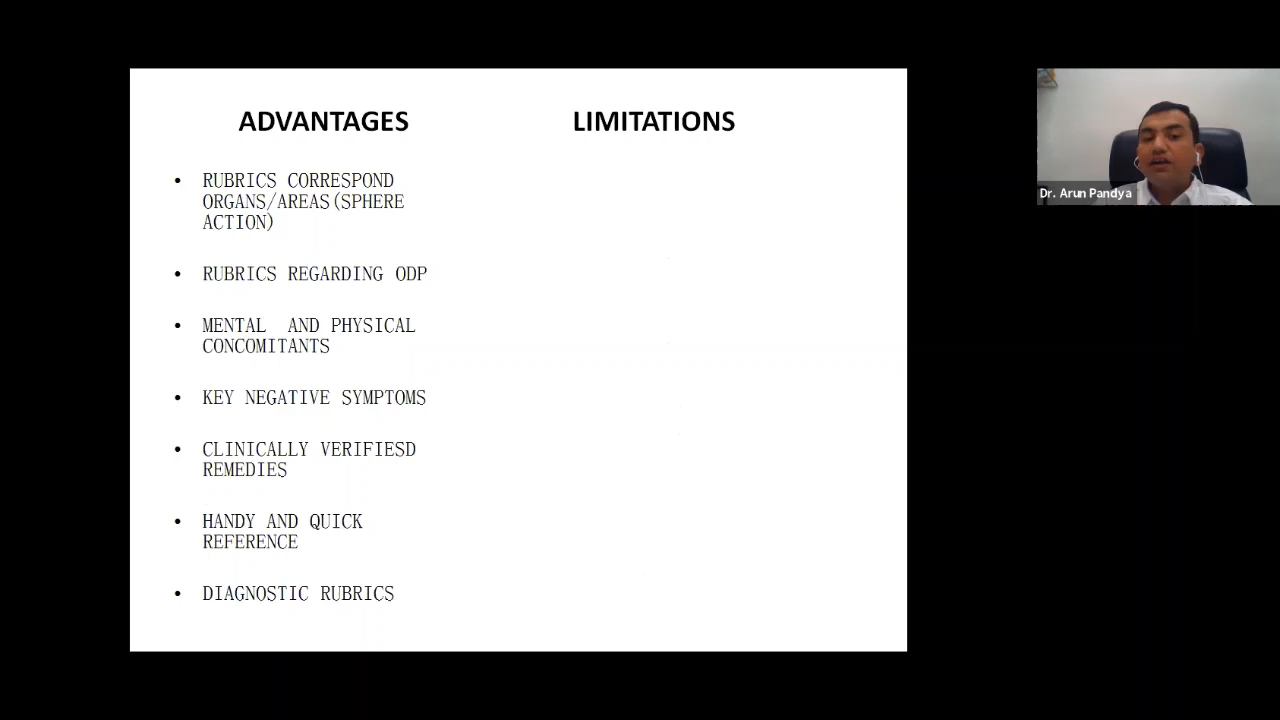 ADVANTAGES
LIMITATIONS
• RUBRICS CORRESPOND
ORGANS/AREAS(SPHERE
ACTION)
• RUBRICS REGARDING ODP
• MENTAL  AND PHYSICAL
CONCOMITANTS
• KEY NEGATIVE SYMPTOMS
• CLINICALLY VERIFIESD
REMEDIES
• HANDY AND QUICK
REFERENCE
• DIAGNOSTIC RUBRICS
Dr. Arun Pandya